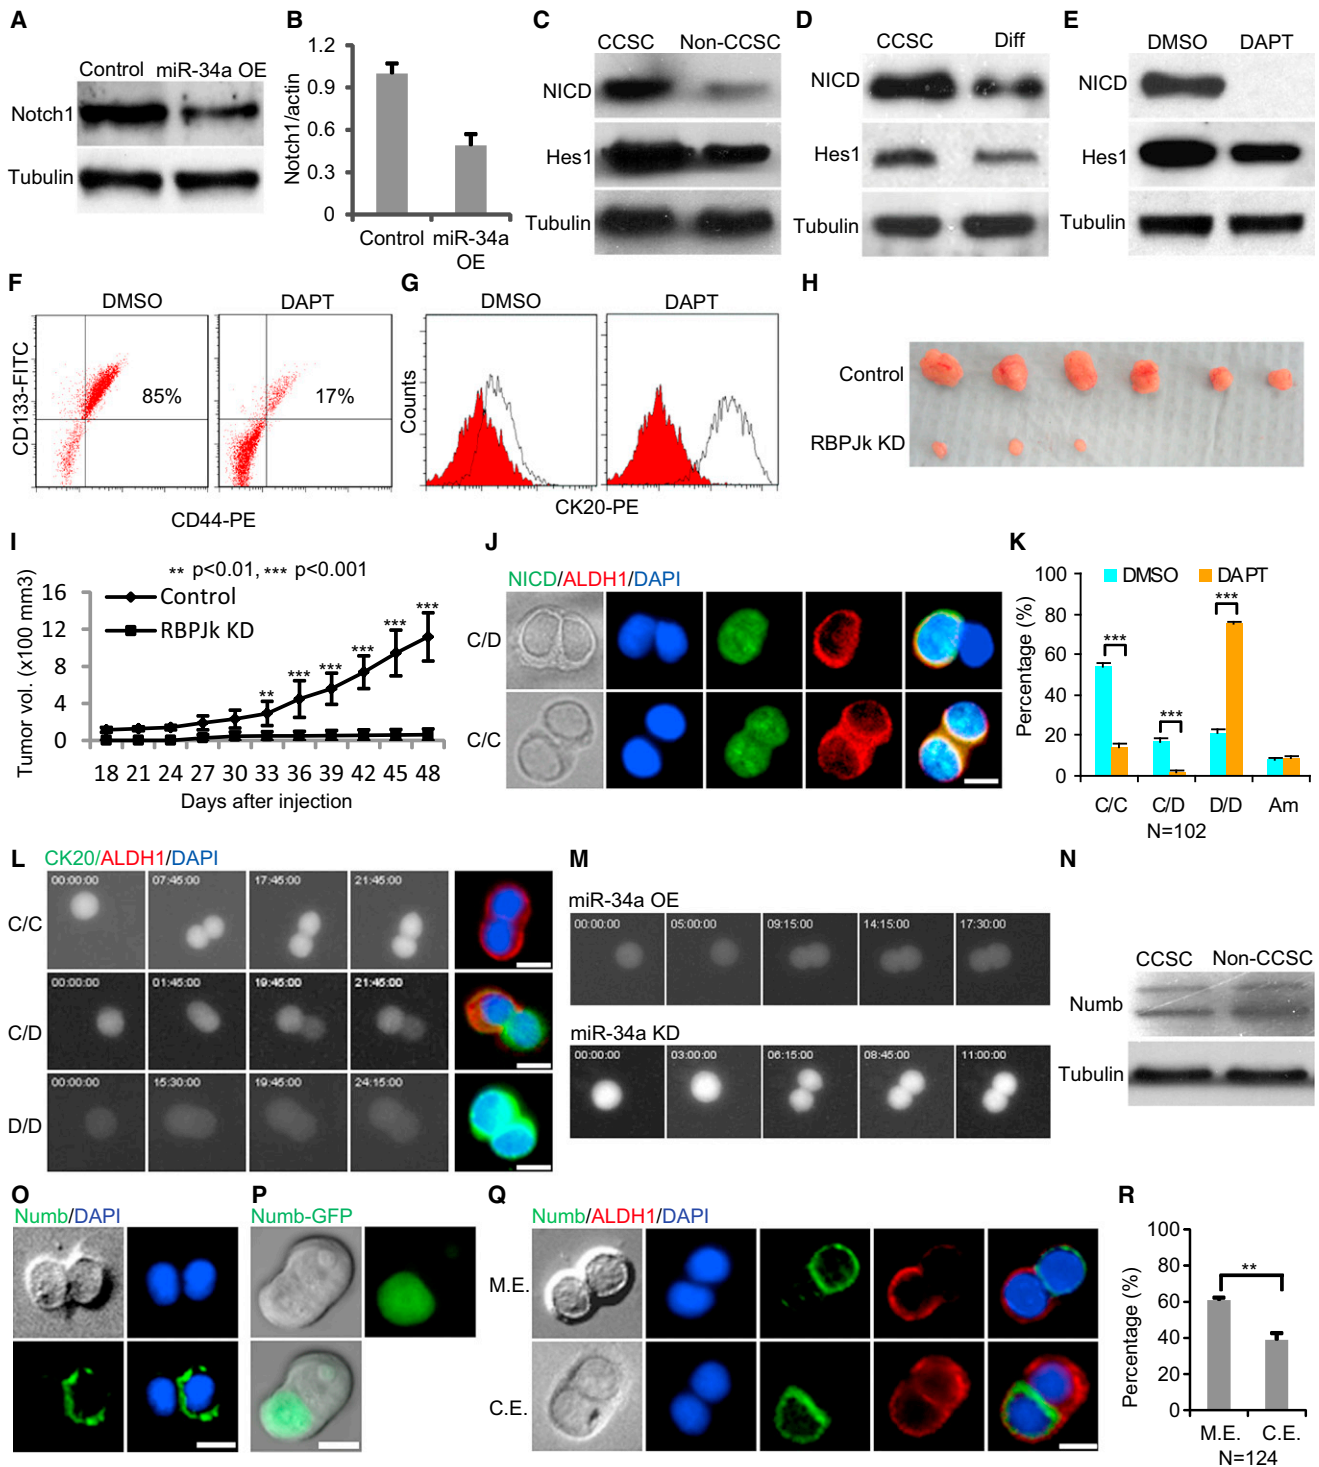 A
Control miR-34a OE
Notch1
Tubulin
B
1.2
0.9
0.6
0.3
0
Notch1/actin
Control miR-34a
OE
C
CCSC Non-CCSC
NICD
Hes1
Tubulin
D
CCSC Diff
NICD
Hes1
Tubulin
E
DMSO DAPT
NICD
Hes1
Tubulin
F
DMSO DAPT
CD133-FITC
85%
17%
CD44-PE
G
DMSO DAPT
Counts
CK20-PE
H
Control
RBPJk KD
I
** p<0.01, *** p<0.001
Tumor vol. (x100 mm3)
16
12
8
4
0
Control
RBPJk KD
** *** *** *** *** ***
18 21 24 27 30 33 36 39 42 45 48
Days after injection
J
NICD/ALDH1/DAPI
C/D
C/C
K
DMSO DAPT
Percentage (%)
100
80
60
40
20
0
***
***
***
C/C C/D D/D Am
N=102
L
CK20/ALDH1/DAPI
C/C
00:00:00 07:45:00 17:45:00 21:45:00
C/D
00:00:00 01:45:00 19:45:00 21:45:00
D/D
00:00:00 15:30:00 19:45:00 24:15:00
M
miR-34a OE
00:00:00 05:00:00 09:15:00 14:15:00 17:30:00
miR-34a KD
00:00:00 03:00:00 06:15:00 08:45:00 11:00:00
N
CCSC Non-CCSC
Numb
Tubulin
O
Numb/DAPI
P
Numb-GFP
Q
Numb/ALDH1/DAPI
M.E.
C.E.
R
Percentage (%)
100
80
60
40
20
0
**
M.E. C.E.
N=124